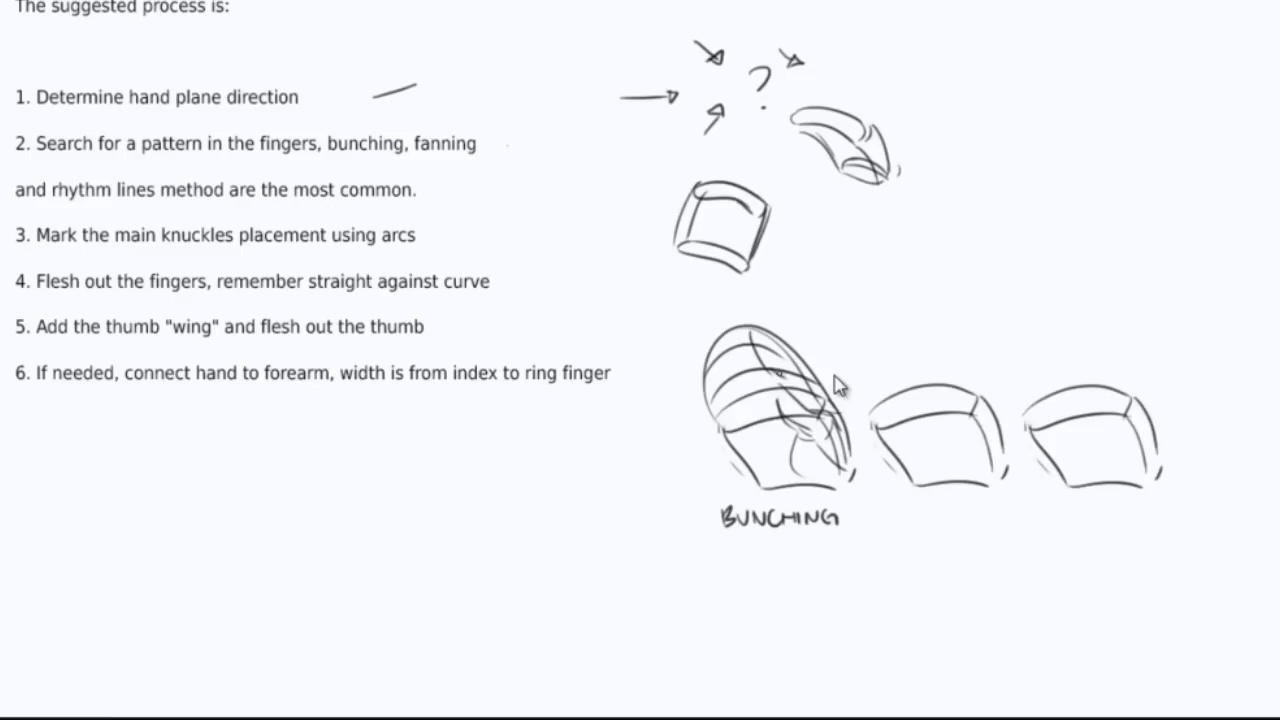 The suggested process is:
1. Determine hand plane direction
2. Search for a pattern in the fingers, bunching, fanning
and rhythm lines method are the most common.
3. Mark the main knuckles placement using arcs
4. Flesh out the fingers, remember straight against curve
5. Add the thumb "wing" and flesh out the thumb
6. If needed, connect hand to forearm, width is from index to ring finger
?
BUNCHING